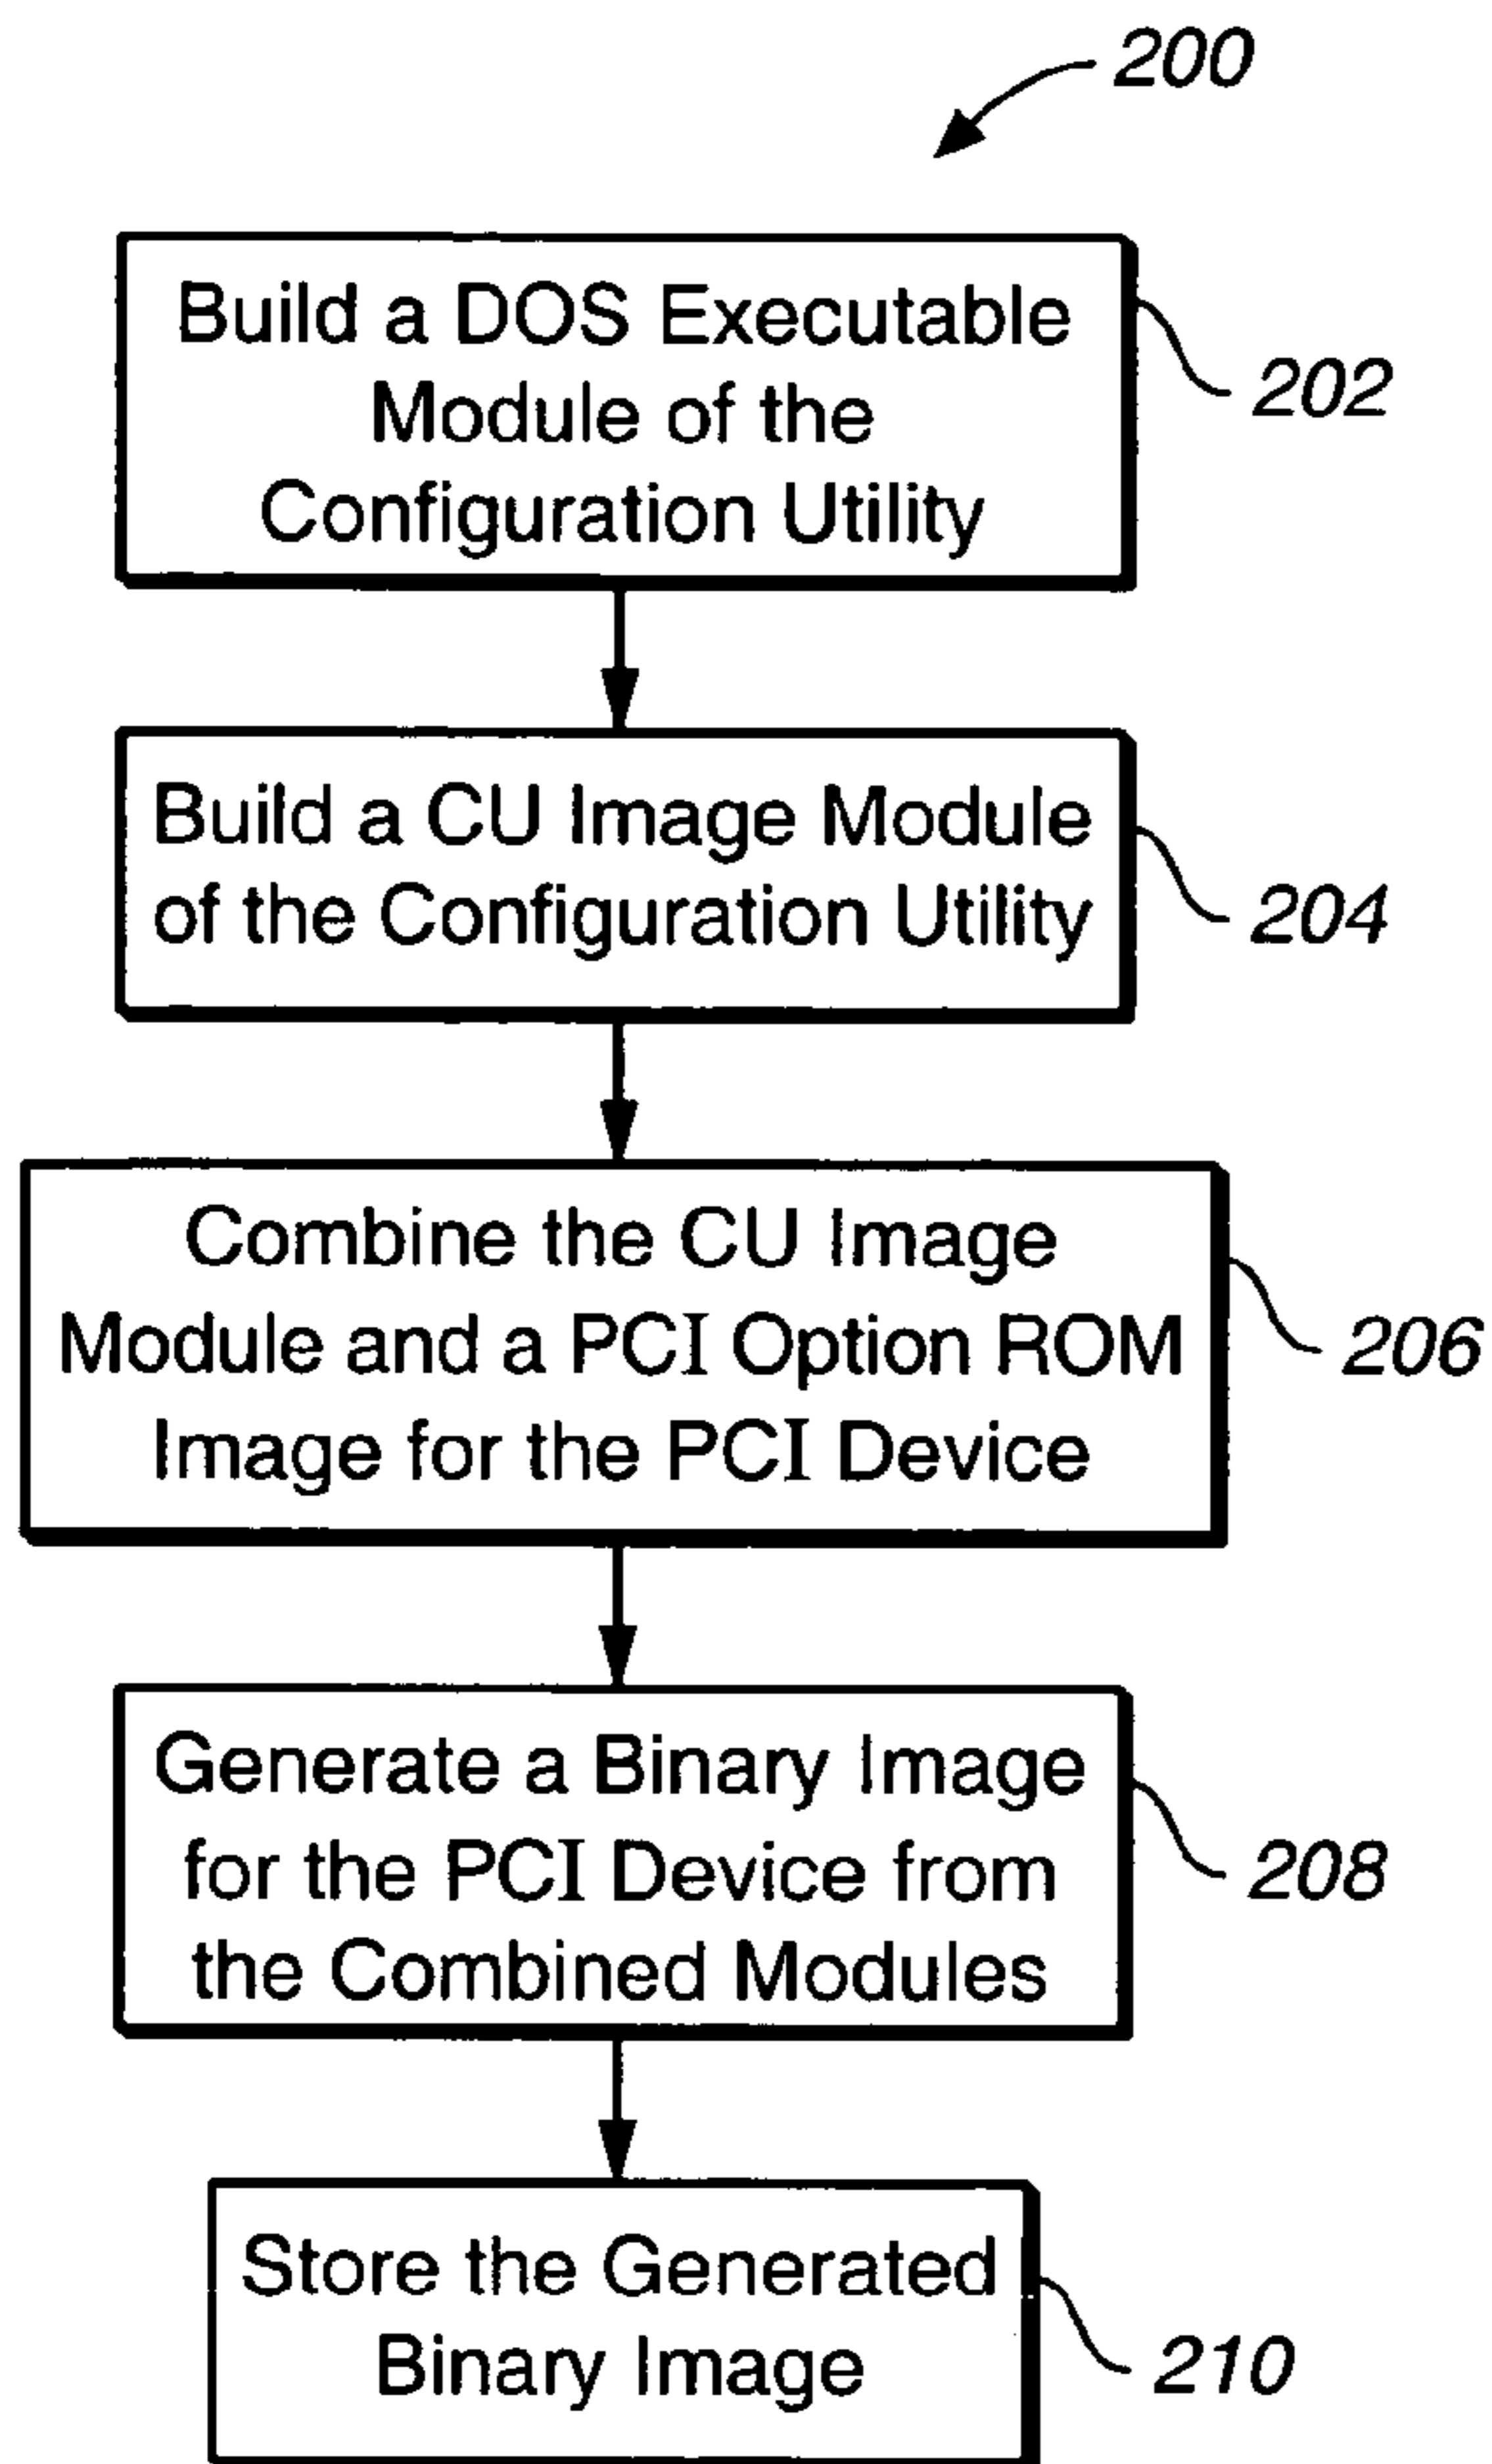 200
Build a DOS Executable
Module of the
Configuration Utility
202
Build a CU Image Module
of the Configuration Utility
204
Combine the CU Image
Module and a PCI Option ROM
Image for the PCI Device
206
Generate a Binary Image
for the PCI Device from
the Combined Modules
208
Store the Generated
Binary Image
210